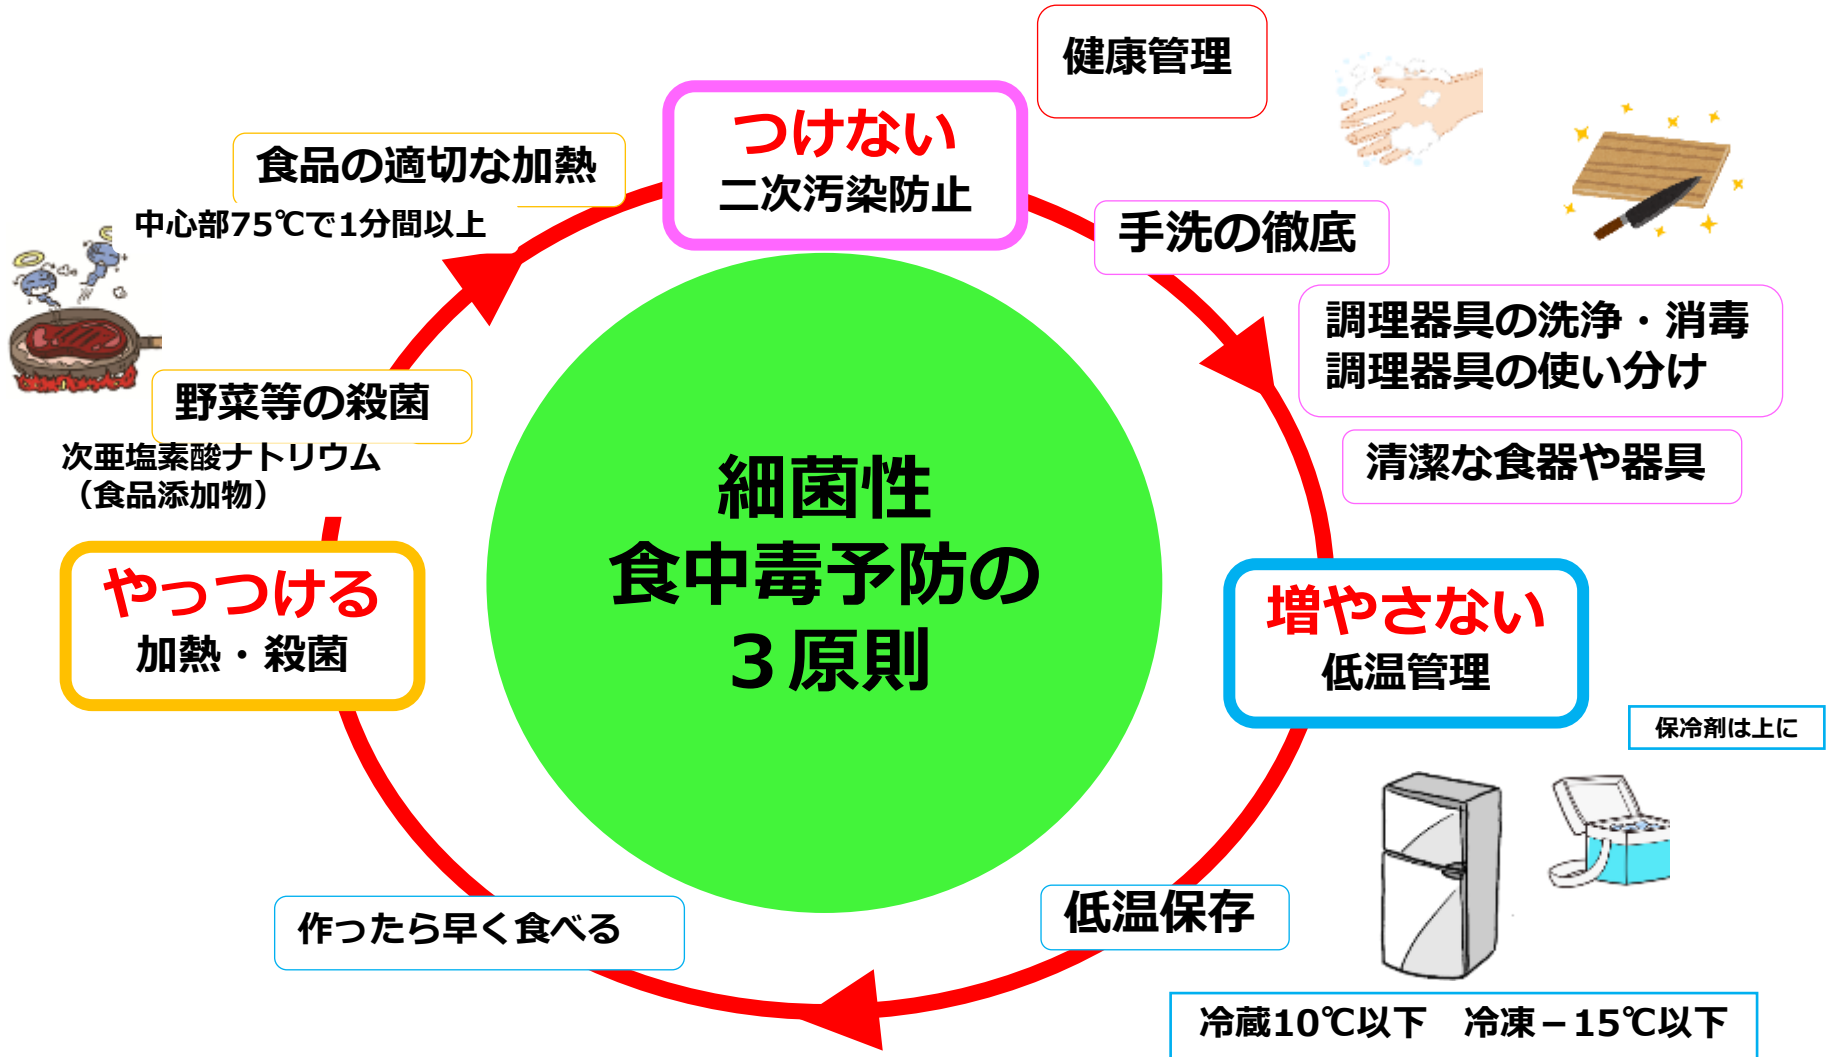 健康管理
つけない
二次汚染防止
食品の適切な加熱
中心部75℃で1分間以上
手洗の徹底
調理器具の洗浄・消毒
調理器具の使い分け
野菜等の殺菌
次亜塩素酸ナトリウム
（食品添加物）
清潔な食器や器具
細菌性
食中毒予防の
３原則
やっつける
加熱・殺菌
増やさない
低温管理
保冷剤は上に
作ったら早く食べる
低温保存
冷蔵10℃以下　冷凍－15℃以下